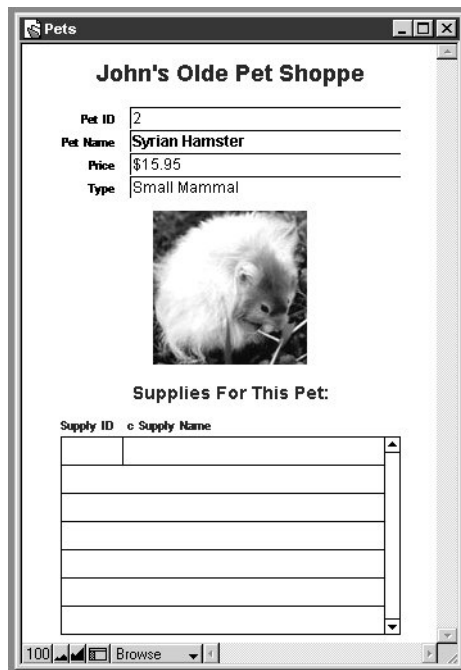 Pets
John's Olde Pet Shoppe
Pet ID 2
Pet Name Syrian Hamster
Price $15.95
Type Small Mammal
Supplies For This Pet:
Supply ID c Supply Name
100 Browse